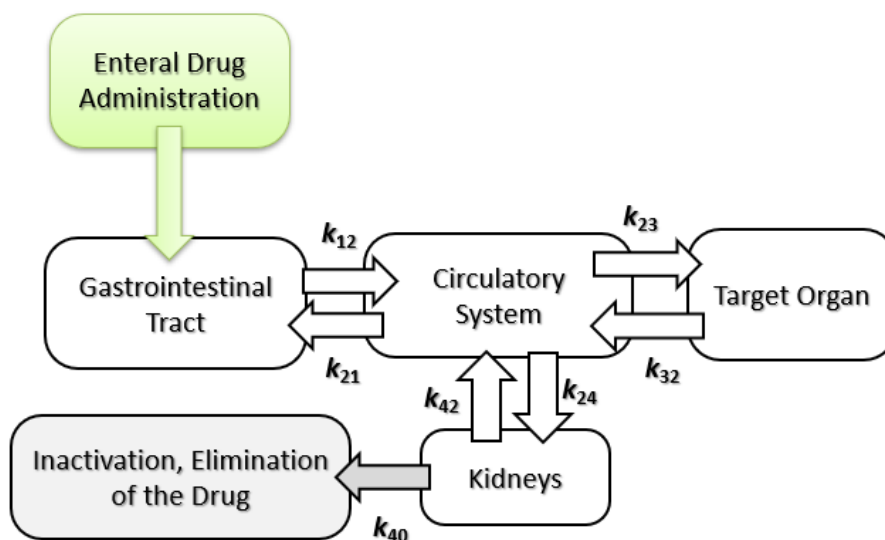 Enteral Drug
Administration
k12
k23
Gastrointestinal
Tract
Circulatory
System
Target Organ
k21
k42
k24
k32
Inactivation, Elimination
of the Drug
Kidneys
k40